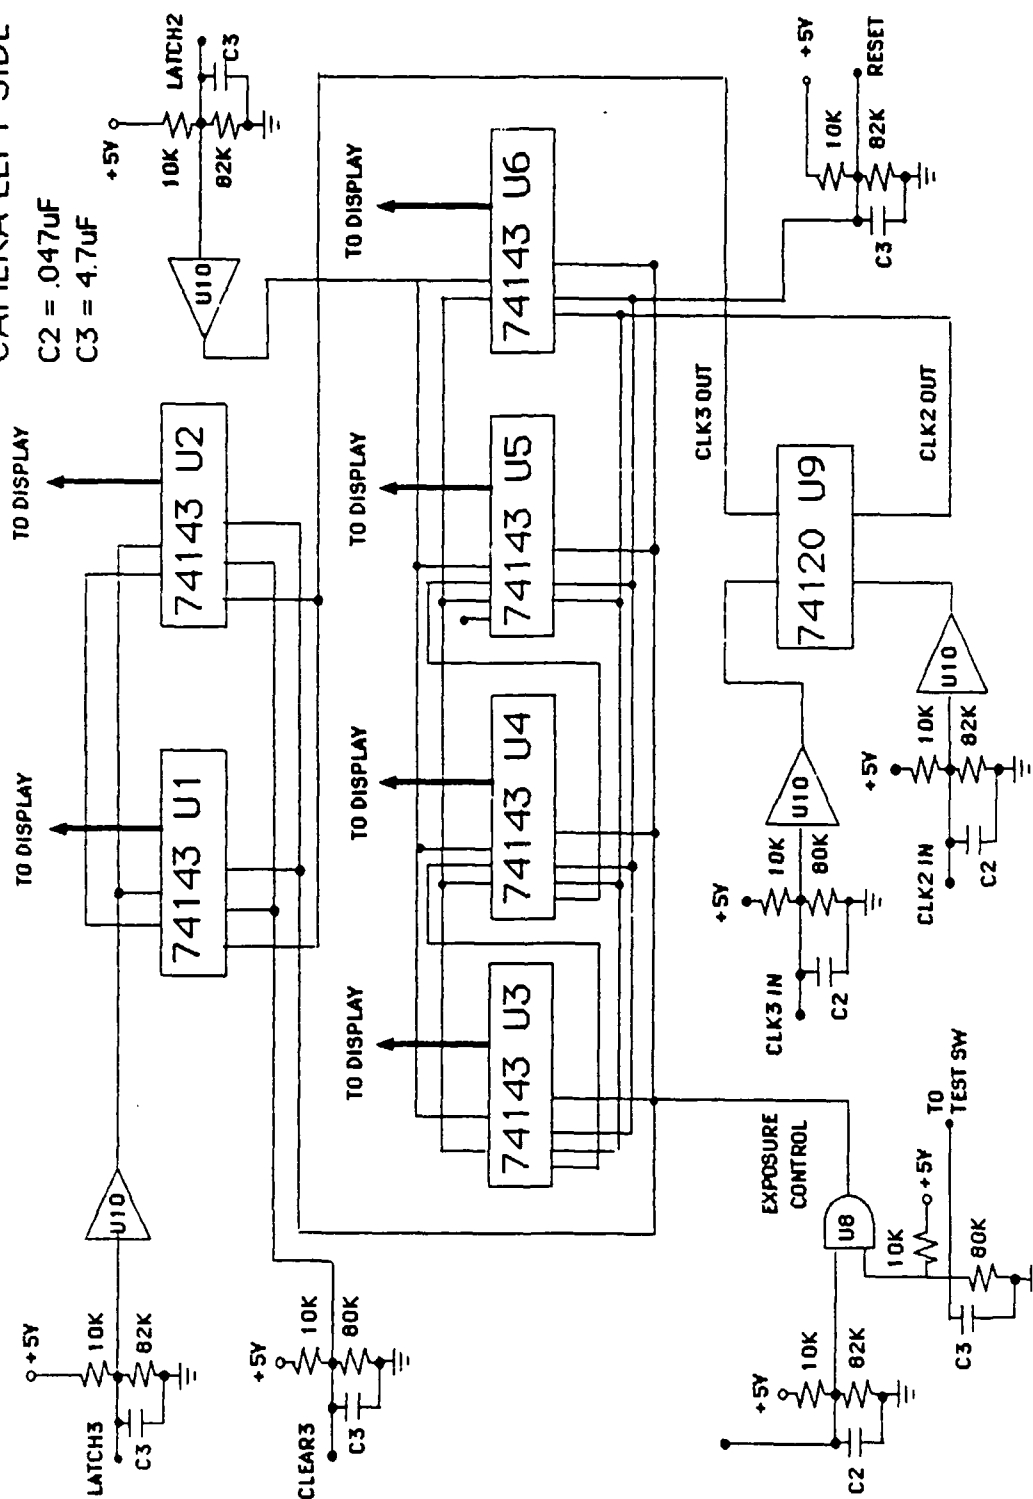 CAMERA LEFT SIDE
C2 = .047uF
C3 = 4.7uF
LATCH3
C3
+5V
10K
82K
U10
TO DISPLAY
74143 U1
TO DISPLAY
74143 U2
+5V
10K
82K
LATCH2
C3
U10
CLEAR3
C3
+5V
10K
80K
TO DISPLAY
74143 U3
TO DISPLAY
74143 U4
TO DISPLAY
74143 U5
TO DISPLAY
74143 U6
EXPOSURE
CONTROL
U8
+5V
10K
82K
C2
10K
+5V
80K
C3
TO
TEST SW
CLK3 IN
C2
+5V
10K
80K
U10
CLK3 OUT
74120 U9
CLK2 OUT
CLK2 IN
C2
+5V
10K
82K
U10
+5V
10K
82K
RESET
C3